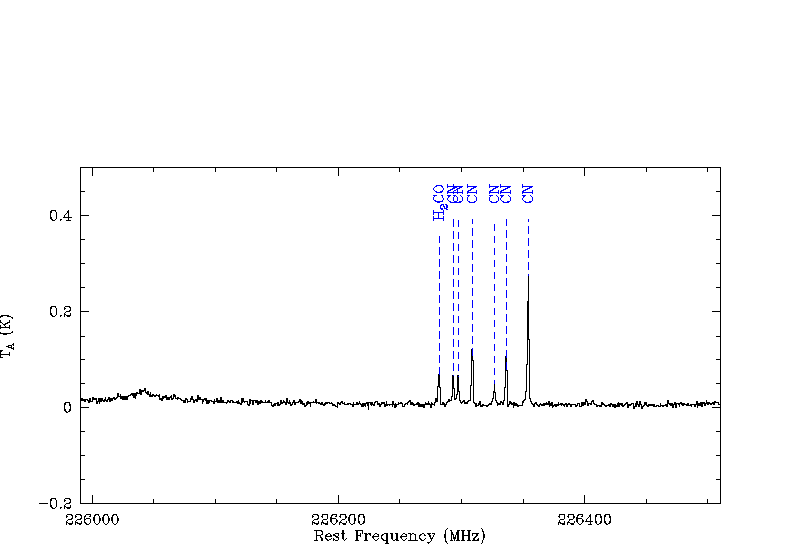 H₂CO
CN
CN
CN
CN
CN
CN
0.4
0.2
0
−0.2
T_A (K)
226000
226200
226400
Rest Frequency (MHz)